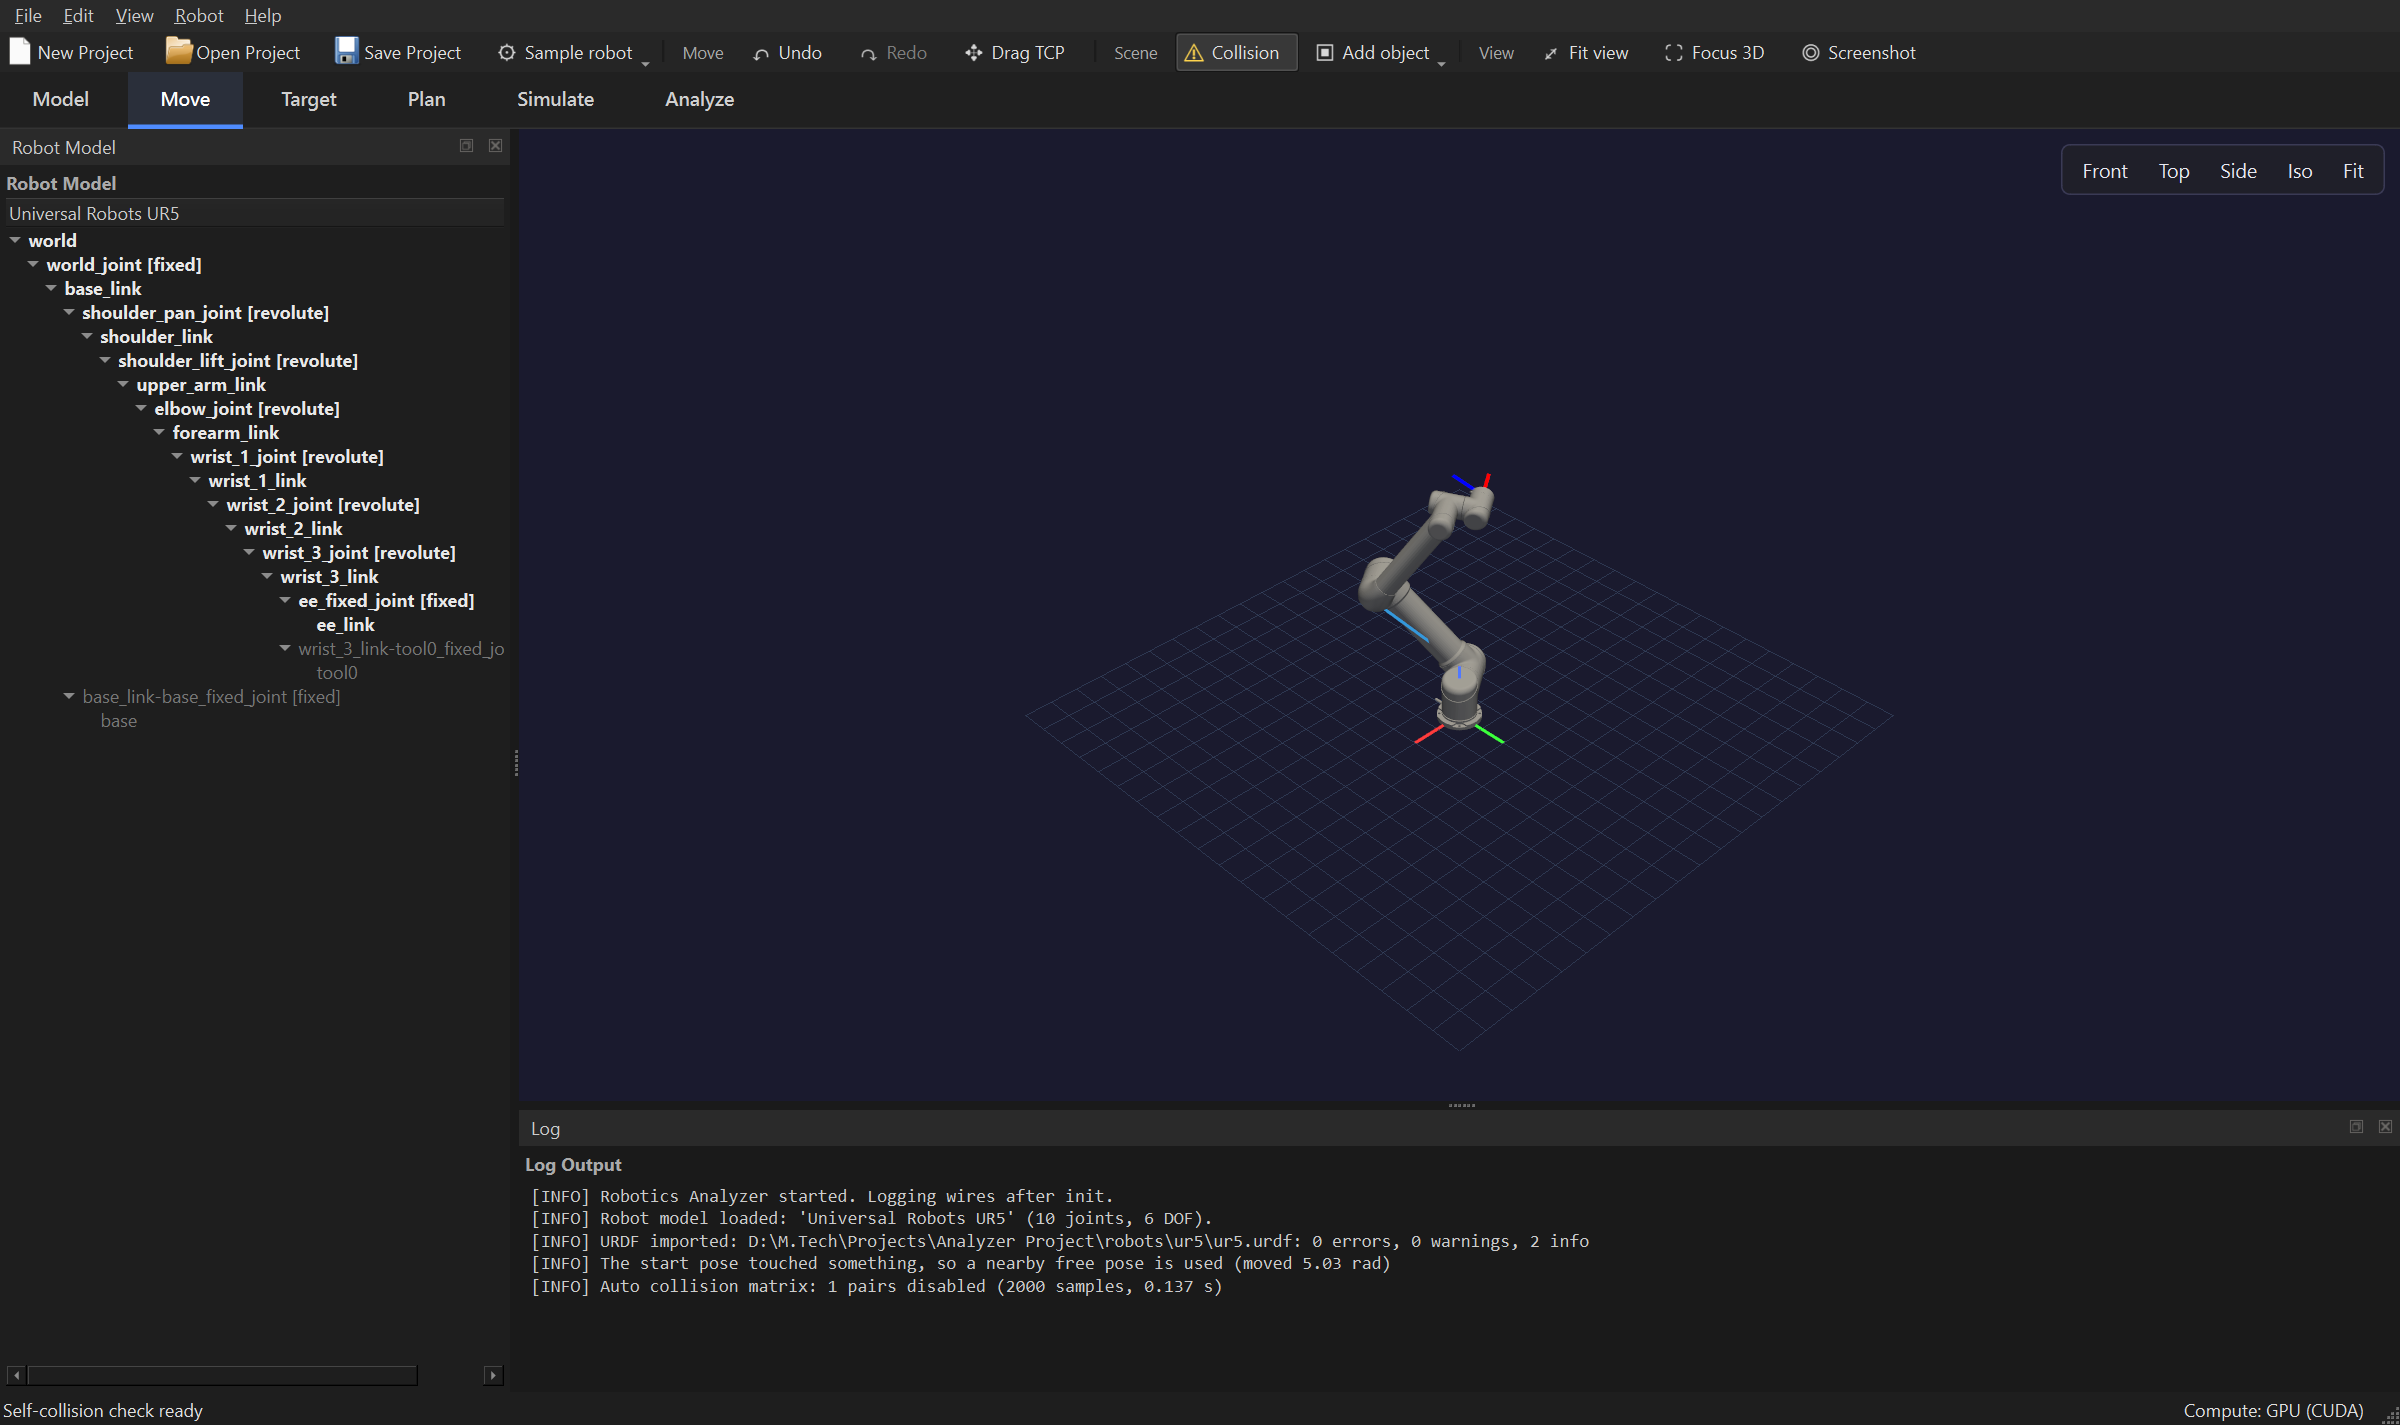 File Edit View Robot Help
New Project Open Project Save Project Sample robot Move Undo Redo Drag TCP Scene Collision Add object View Fit view Focus 3D Screenshot
Model Move Target Plan Simulate Analyze
Robot Model
Robot Model
Universal Robots UR5
world
world_joint [fixed]
base_link
shoulder_pan_joint [revolute]
shoulder_link
shoulder_lift_joint [revolute]
upper_arm_link
elbow_joint [revolute]
forearm_link
wrist_1_joint [revolute]
wrist_1_link
wrist_2_joint [revolute]
wrist_2_link
wrist_3_joint [revolute]
wrist_3_link
ee_fixed_joint [fixed]
ee_link
wrist_3_link-tool0_fixed_jo
tool0
base_link-base_fixed_joint [fixed]
base
Front Top Side Iso Fit
Log
Log Output
[INFO] Robotics Analyzer started. Logging wires after init.
[INFO] Robot model loaded: 'Universal Robots UR5' (10 joints, 6 DOF).
[INFO] URDF imported: D:\M.Tech\Projects\Analyzer Project\robots\ur5\ur5.urdf: 0 errors, 0 warnings, 2 info
[INFO] The start pose touched something, so a nearby free pose is used (moved 5.03 rad)
[INFO] Auto collision matrix: 1 pairs disabled (2000 samples, 0.137 s)
Self-collision check ready
Compute: GPU (CUDA)